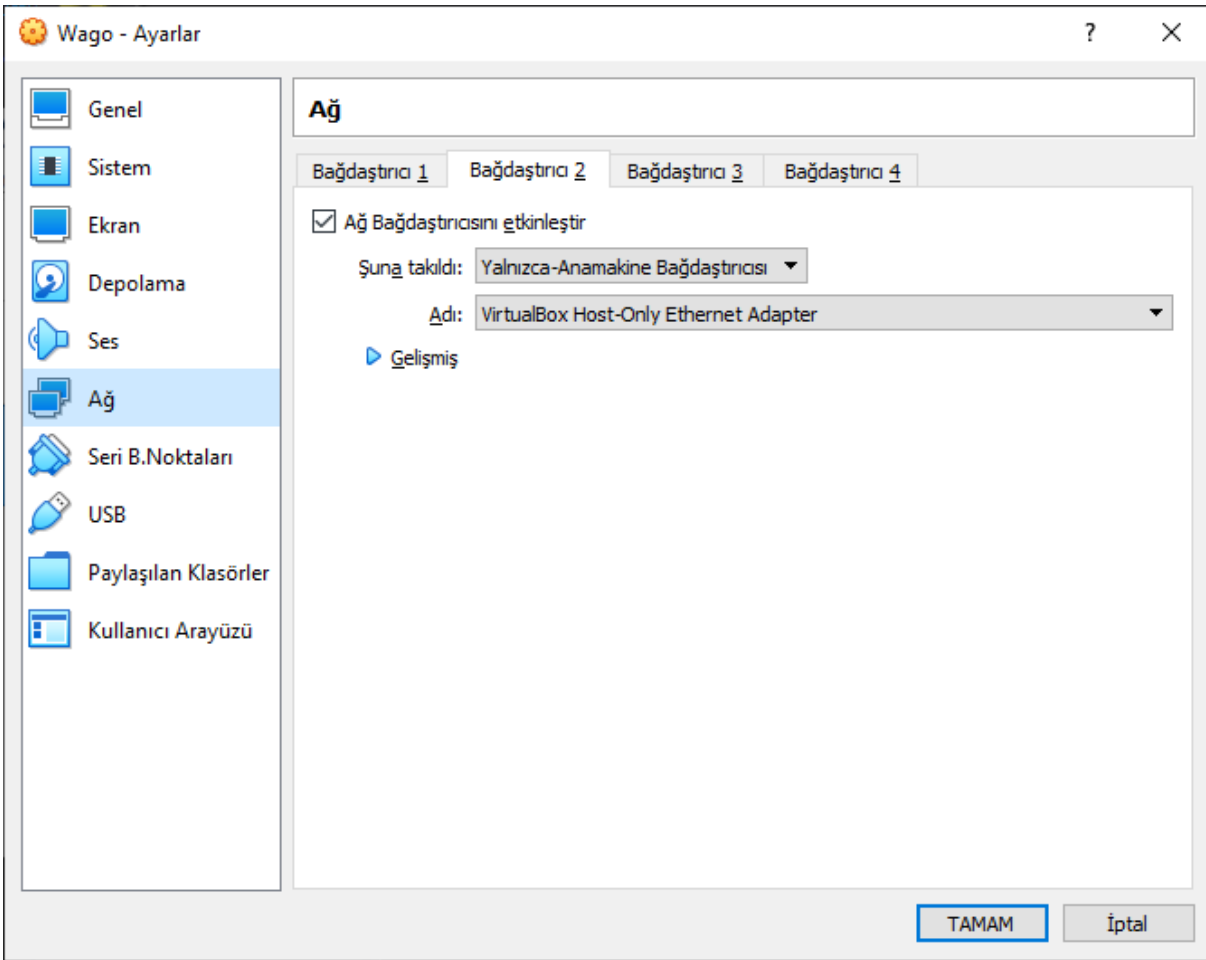 Wago - Ayarlar
?
Genel
Sistem
Ekran
Depolama
Ses
Ağ
Seri B.Noktaları
USB
Paylaşılan Klasörler
Kullanıcı Arayüzü
Ağ
Bağdaştırıcı 1 Bağdaştırıcı 2 Bağdaştırıcı 3 Bağdaştırıcı 4
Ağ Bağdaştırıcısını etkinleştir
Şuna takıldı: Yalnızca-Anamakine Bağdaştırıcısı
Adı: VirtualBox Host-Only Ethernet Adapter
Gelişmiş
TAMAM İptal